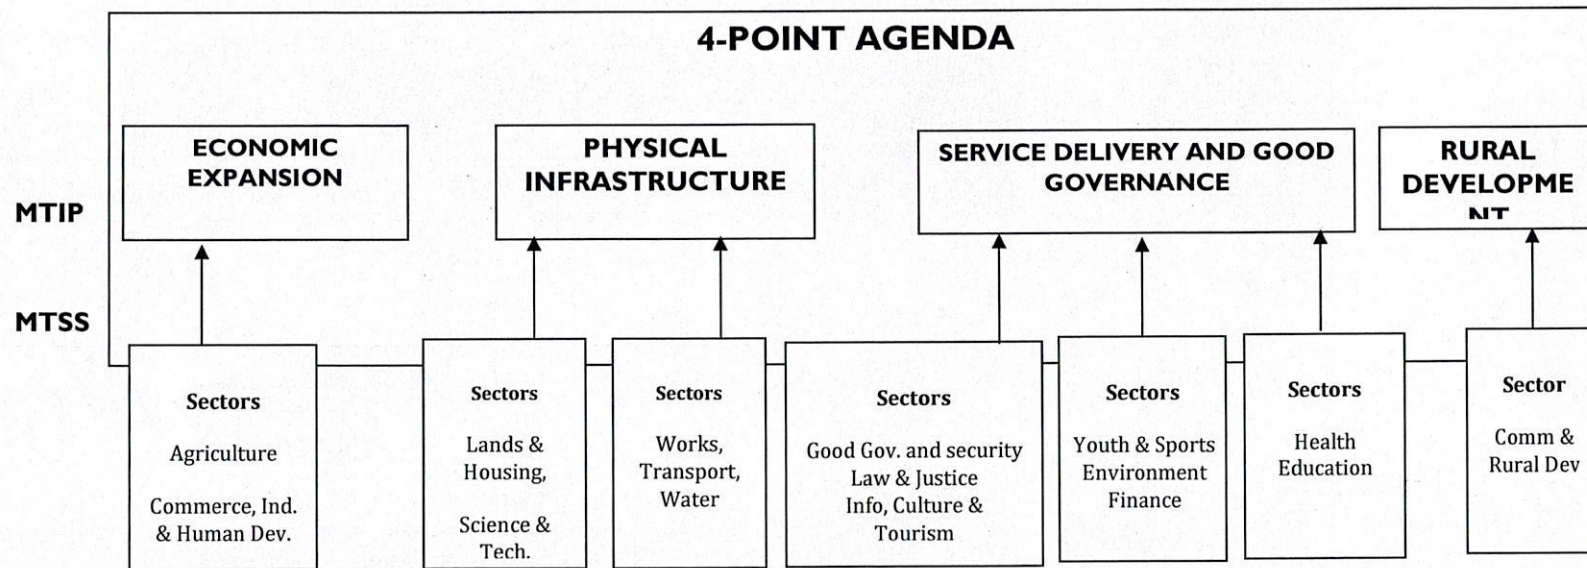 4-POINT AGENDA
ECONOMIC
EXPANSION
PHYSICAL
INFRASTRUCTURE
SERVICE DELIVERY AND GOOD
GOVERNANCE
RURAL
DEVELOPME
NT
MTIP
MTSS
Sectors
Agriculture
Commerce, Ind.
& Human Dev.
Sectors
Lands &
Housing,
Science &
Tech.
Sectors
Works,
Transport,
Water
Sectors
Good Gov. and security
Law & Justice
Info, Culture &
Tourism
Sectors
Youth & Sports
Environment
Finance
Sectors
Health
Education
Sector
Comm &
Rural Dev